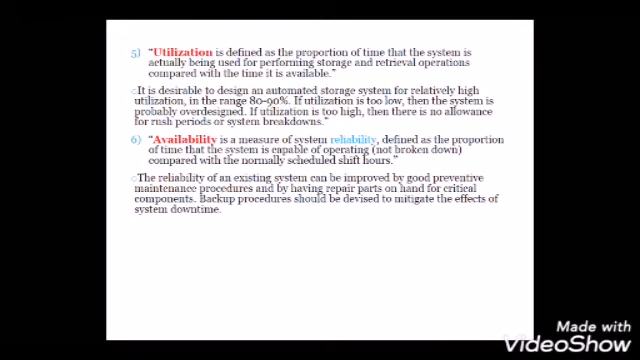 5) "Utilization is defined as the proportion of time that the system is
actually being used for performing storage and retrieval operations
compared with the time it is available."
○It is desirable to design an automated storage system for relatively high
utilization, in the range 80-90%. If utilization is too low, then the system is
probably overdesigned. If utilization is too high, then there is no allowance
for rush periods or system breakdowns."
6) "Availability is a measure of system reliability, defined as the proportion
of time that the system is capable of operating (not broken down)
compared with the normally scheduled shift hours."
○The reliability of an existing system can be improved by good preventive
maintenance procedures and by having repair parts on hand for critical
components. Backup procedures should be devised to mitigate the effects of
system downtime.
Made with
VideoShow